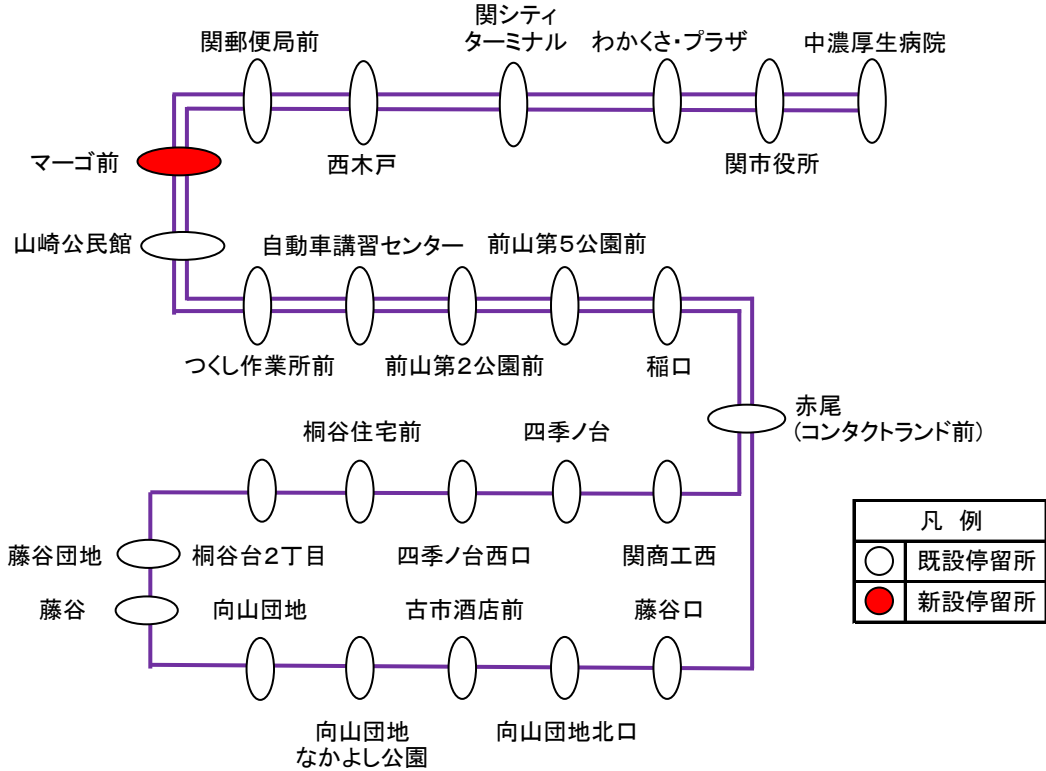 関シティ
ターミナル
関郵便局前
わかくさ・プラザ
中濃厚生病院
マーゴ前
西木戸
関市役所
山崎公民館
自動車講習センター
前山第5公園前
つくし作業所前
前山第2公園前
稲口
赤尾
(コンタクトランド前)
桐谷住宅前
四季ノ台
藤谷団地
桐谷台2丁目
四季ノ台西口
関商工西
藤谷
向山団地
古市酒店前
藤谷口
向山団地
なかよし公園
向山団地北口
凡 例
既設停留所
新設停留所